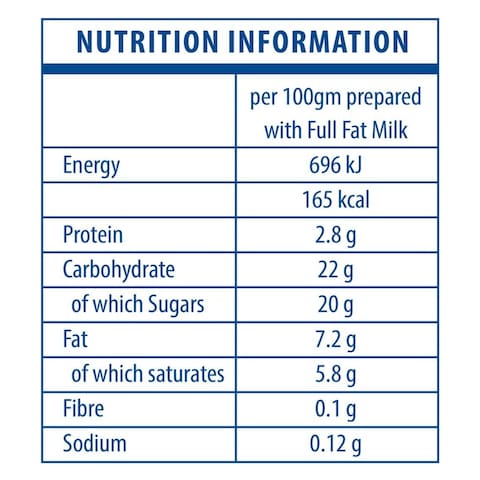 NUTRITION INFORMATION
per 100gm prepared
with Full Fat Milk
Energy 696 kJ
165 kcal
Protein 2.8 g
Carbohydrate 22 g
of which Sugars 20 g
Fat 7.2 g
of which saturates 5.8 g
Fibre 0.1 g
Sodium 0.12 g